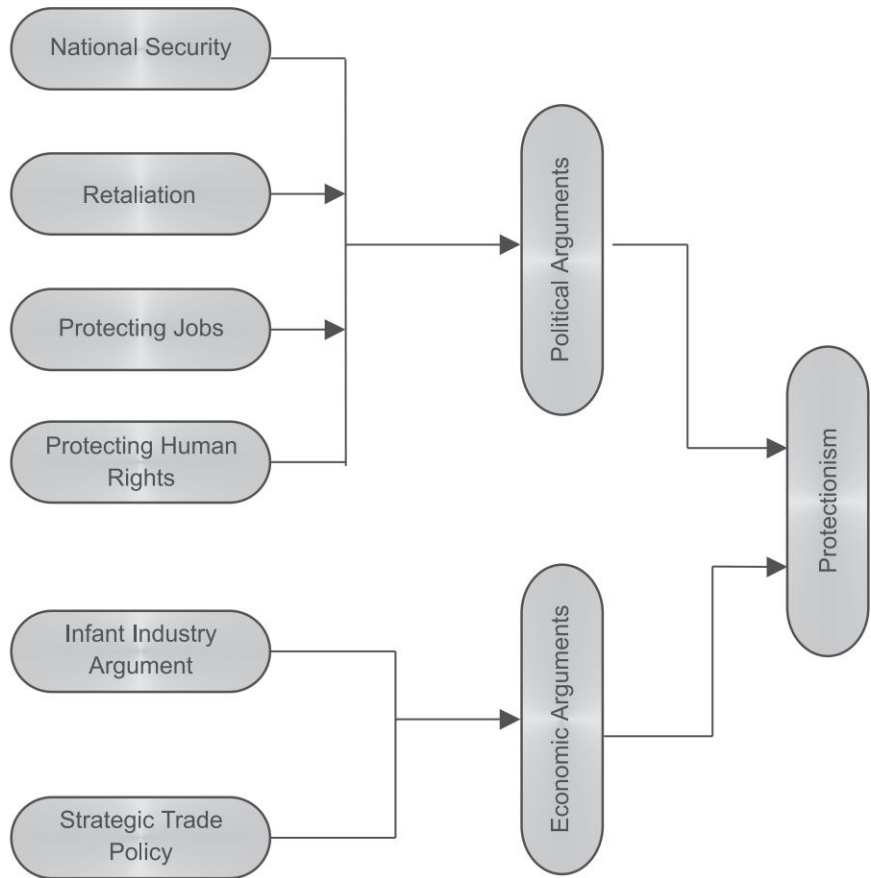 National Security
Retaliation
Protecting Jobs
Protecting Human
Rights
Political Arguments
Infant Industry
Argument
Strategic Trade
Policy
Economic Arguments
Protectionism